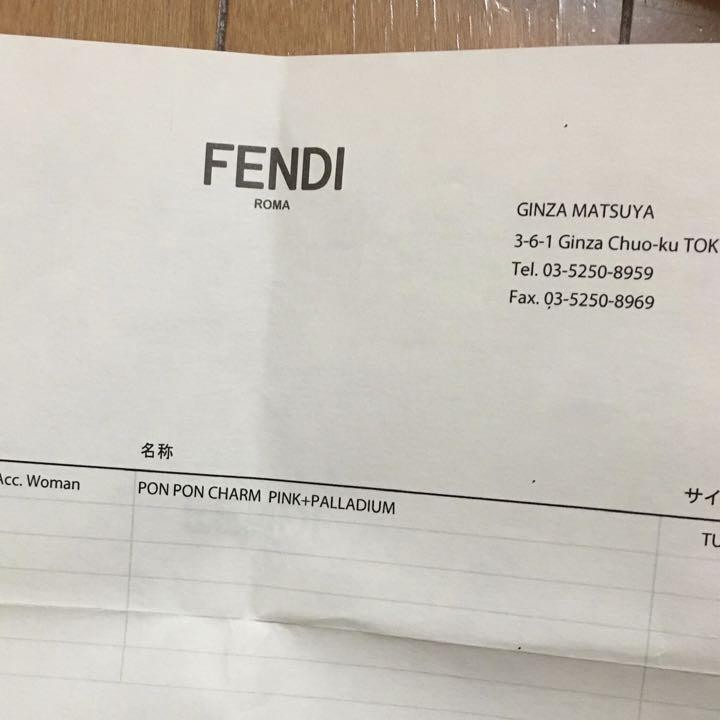 FENDI
ROMA
GINZA MATSUYA
3-6-1 Ginza Chuo-ku TOK
Tel. 03-5250-8959
Fax. 03-5250-8969
名称
サイ
Acc. Woman
PON PON CHARM PINK+PALLADIUM
TU